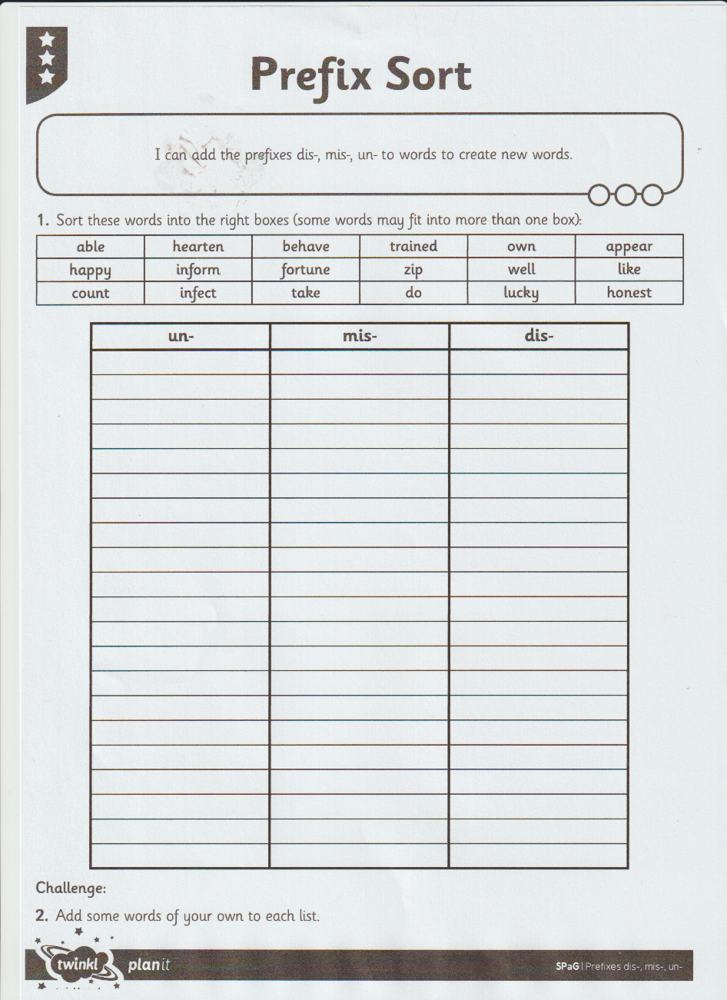 Prefix Sort
I can add the prefixes dis-, mis-, un- to words to create new words.
1. Sort these words into the right boxes (some words may fit into more than one box):
able hearten behave trained own appear
happy inform fortune zip well like
count infect take do lucky honest
un- mis- dis-
Challenge:
2. Add some words of your own to each list.
twinkl planit SPaG | Prefixes dis-, mis-, un-